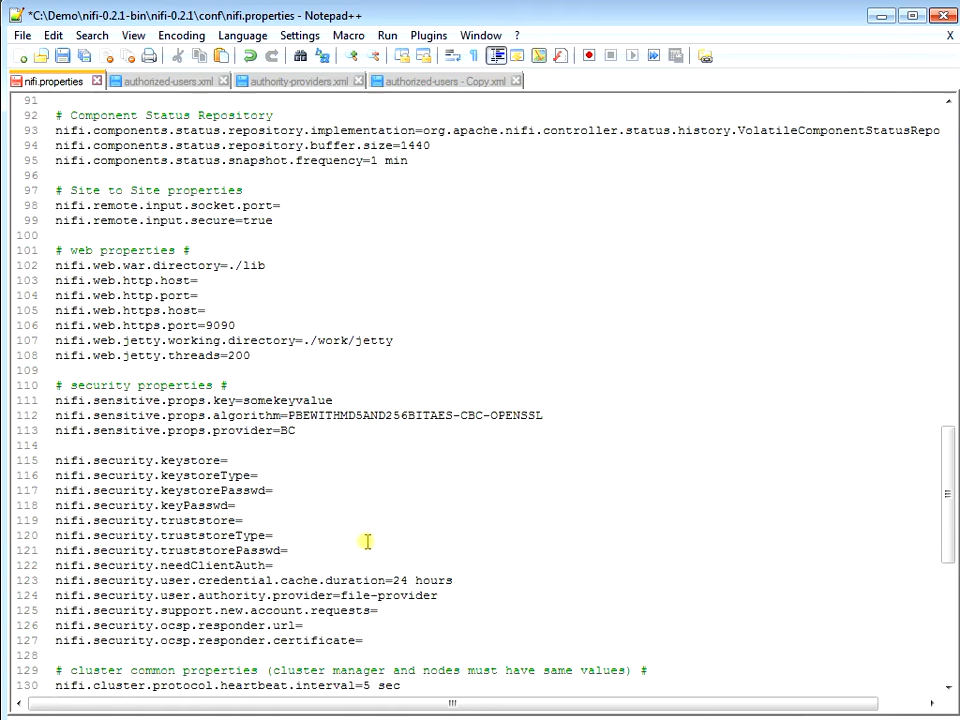 *C:\Demo\nifi-0.2.1-bin\nifi-0.2.1\conf\nifi.properties - Notepad++
File Edit Search View Encoding Language Settings Macro Run Plugins Window ? X
nifi.properties authorized-users.xml authority-providers.xml authorized-users - Copy.xml
91
92 # Component Status Repository
93 nifi.components.status.repository.implementation=org.apache.nifi.controller.status.history.VolatileComponentStatusRepo
94 nifi.components.status.repository.buffer.size=1440
95 nifi.components.status.snapshot.frequency=1 min
96
97 # Site to Site properties
98 nifi.remote.input.socket.port=
99 nifi.remote.input.secure=true
100
101 # web properties #
102 nifi.web.war.directory=./lib
103 nifi.web.http.host=
104 nifi.web.http.port=
105 nifi.web.https.host=
106 nifi.web.https.port=9090
107 nifi.web.jetty.working.directory=./work/jetty
108 nifi.web.jetty.threads=200
109
110 # security properties #
111 nifi.sensitive.props.key=somekeyvalue
112 nifi.sensitive.props.algorithm=PBEWITHMD5AND256BITAES-CBC-OPENSSL
113 nifi.sensitive.props.provider=BC
114
115 nifi.security.keystore=
116 nifi.security.keystoreType=
117 nifi.security.keystorePasswd=
118 nifi.security.keyPasswd=
119 nifi.security.truststore=
120 nifi.security.truststoreType=
121 nifi.security.truststorePasswd=
122 nifi.security.needClientAuth=
123 nifi.security.user.credential.cache.duration=24 hours
124 nifi.security.user.authority.provider=file-provider
125 nifi.security.support.new.account.requests=
126 nifi.security.ocsp.responder.url=
127 nifi.security.ocsp.responder.certificate=
128
129 # cluster common properties (cluster manager and nodes must have same values) #
130 nifi.cluster.protocol.heartbeat.interval=5 sec